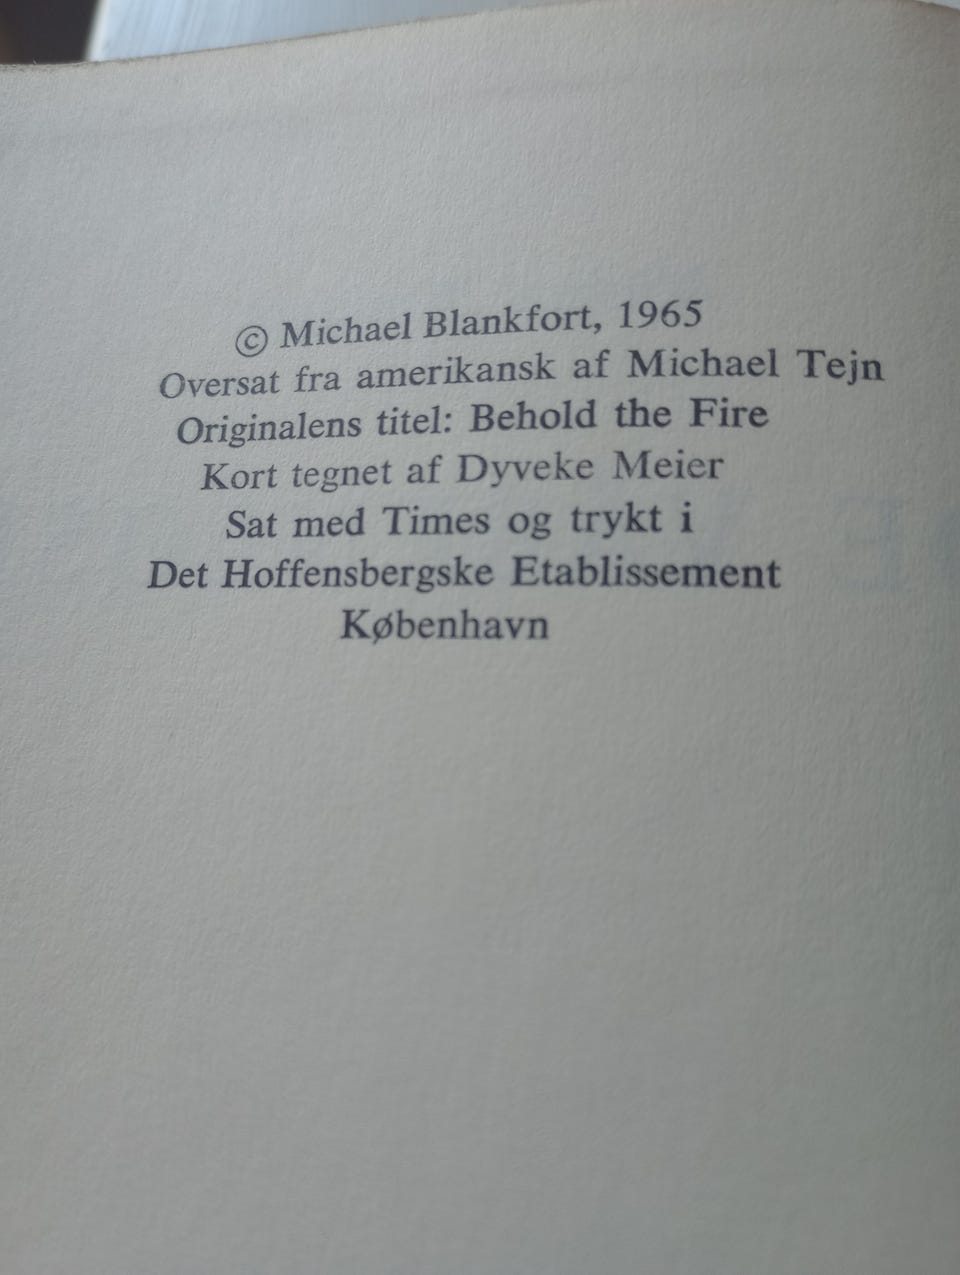 © Michael Blankfort, 1965
Oversat fra amerikansk af Michael Tejn
Originalens titel: Behold the Fire
Kort tegnet af Dyveke Meier
Sat med Times og trykt i
Det Hoffensbergske Etablissement
København